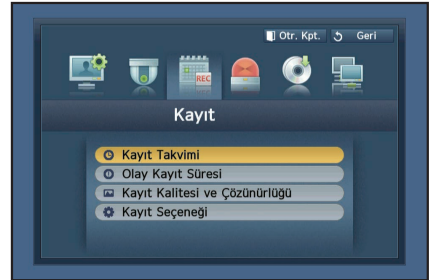 Otr. Kpt. Geri
REC
Kayıt
Kayıt Takvimi
Olay Kayıt Süresi
Kayıt Kalitesi ve Çözünürlüğü
Kayıt Seçeneği